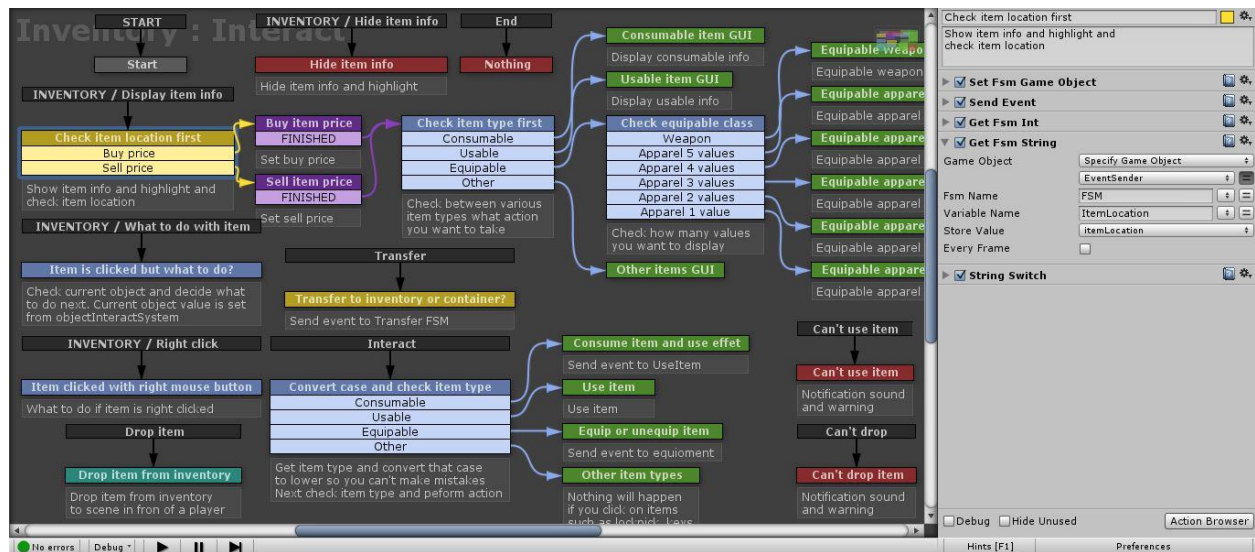 Inventory : Interact
START
Start
INVENTORY / Hide item info
Hide item info
Hide item info and highlight
End
Nothing
INVENTORY / Display item info
Check item location first
Buy price
Sell price
Show item info and highlight and
check item location
Buy item price
FINISHED
Set buy price
Sell item price
FINISHED
Set sell price
Check item type first
Consumable
Usable
Equipable
Other
Check between various
item types what action
you want to take
Consumable item GUI
Display consumable info
Usable item GUI
Display usable info
Check equipable class
Weapon
Apparel 5 values
Apparel 4 values
Apparel 3 values
Apparel 2 values
Apparel 1 value
Check how many values
you want to display
Other items GUI
Equipable weapo
Equipable weapon
Equipable appare
Equipable apparel
Equipable appare
Equipable apparel
Equipable appare
Equipable apparel
Equipable appare
Equipable apparel
Equipable appare
Equipable apparel
INVENTORY / What to do with item
Item is clicked but what to do?
Check current object and decide what
to do next. Current object value is set
from objectInteractSystem
Transfer
Transfer to inventory or container?
Send event to Transfer FSM
INVENTORY / Right click
Item clicked with right mouse button
What to do if item is right clicked
Interact
Convert case and check item type
Consumable
Usable
Equipable
Other
Get item type and convert that case
to lower so you can't make mistakes
Next check item type and peform action
Consume item and use effet
Send event to UseItem
Use item
Use item
Equip or unequip item
Send event to equioment
Other item types
Nothing will happen
if you click on items
such as locknick, keys
Can't use item
Can't use item
Notification sound
and warning
Can't drop
Can't drop item
Notification sound
and warning
Drop item
Drop item from inventory
Drop item from inventory
to scene in fron of a player
No errors
Debug
Check item location first
Show item info and highlight and
check item location
Set Fsm Game Object
Send Event
Get Fsm Int
Get Fsm String
Game Object Specify Game Object
EventSender
Fsm Name FSM
Variable Name ItemLocation
Store Value itemLocation
Every Frame
String Switch
Debug Hide Unused Action Browser
Hints [F1] Preferences